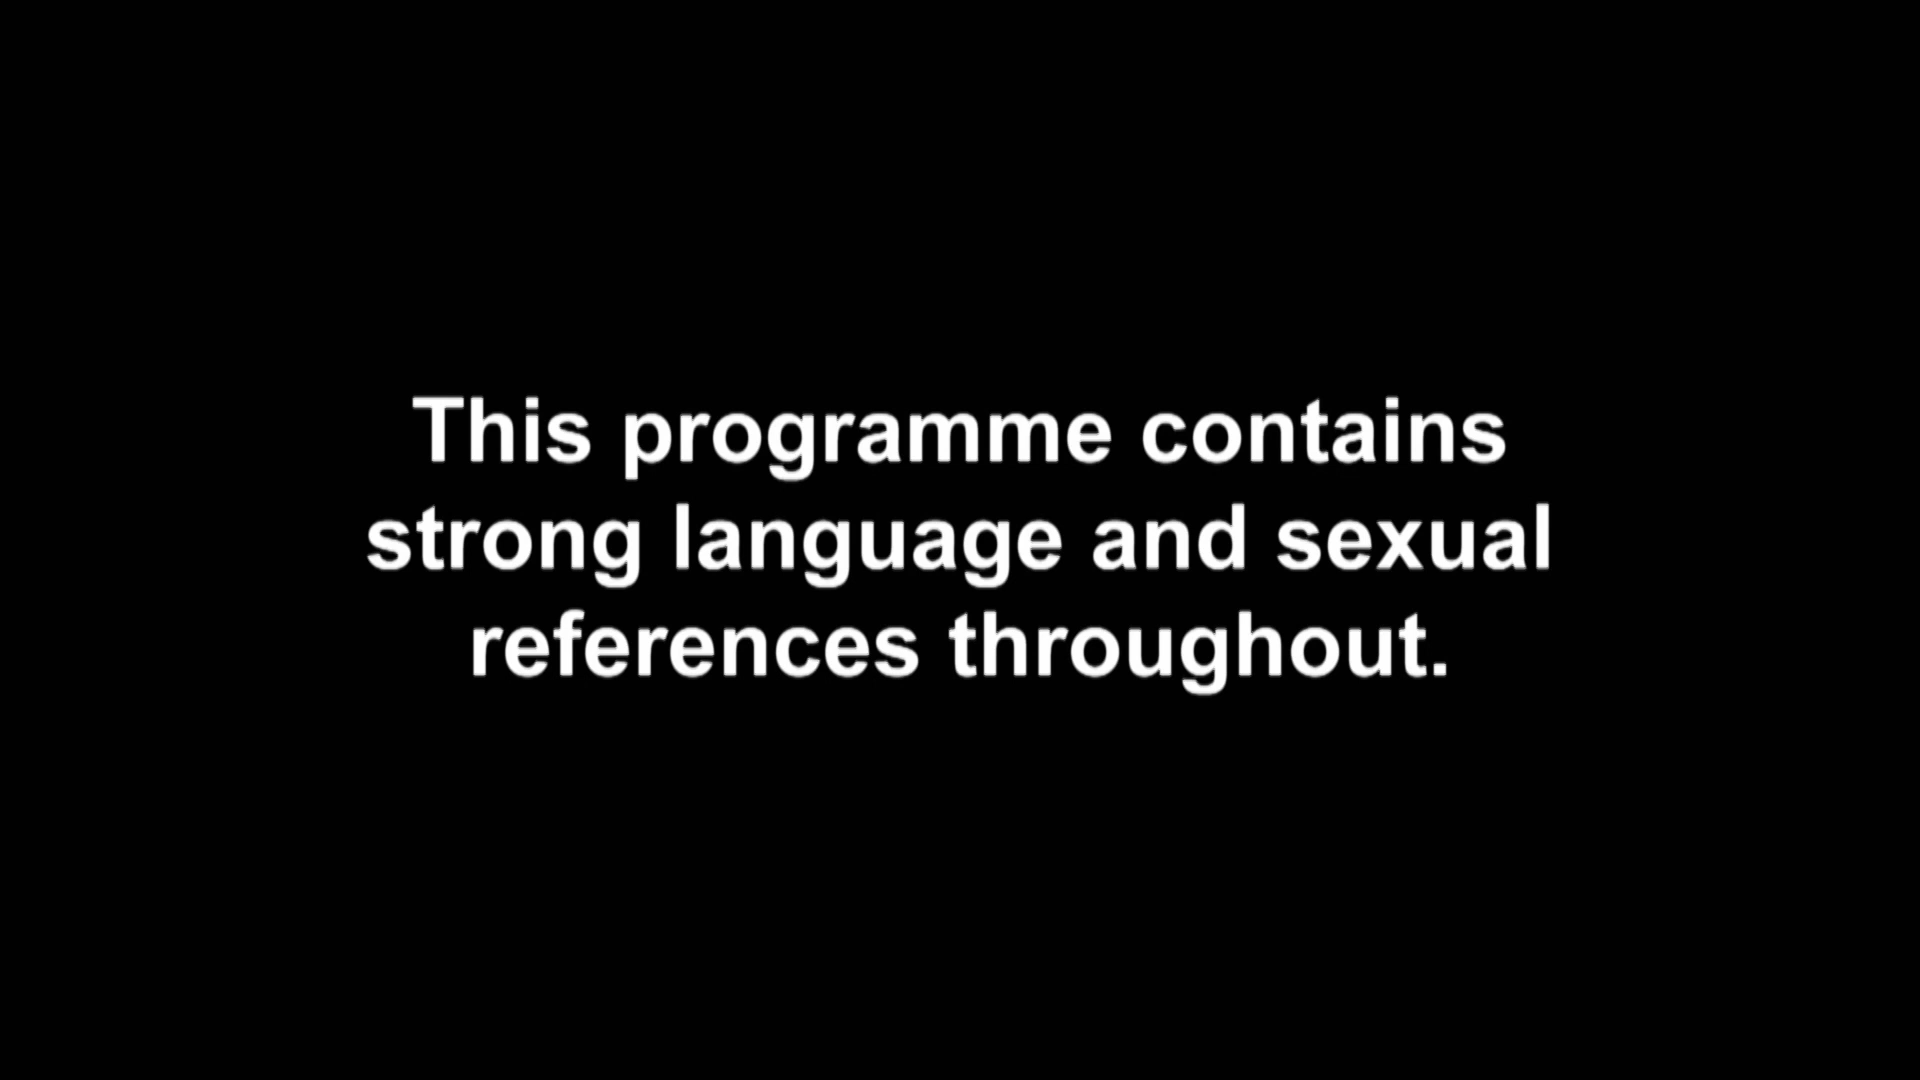 This programme contains
strong language and sexual
references throughout.